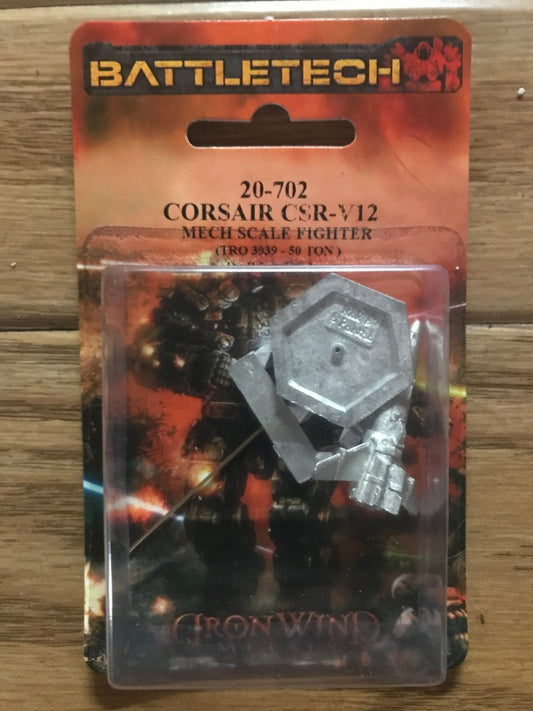 BATTLETECH
20-702
CORSAIR CSR-V12
MECH SCALE FIGHTER
(TRO 3039 - 50 TON)
IRONWIND